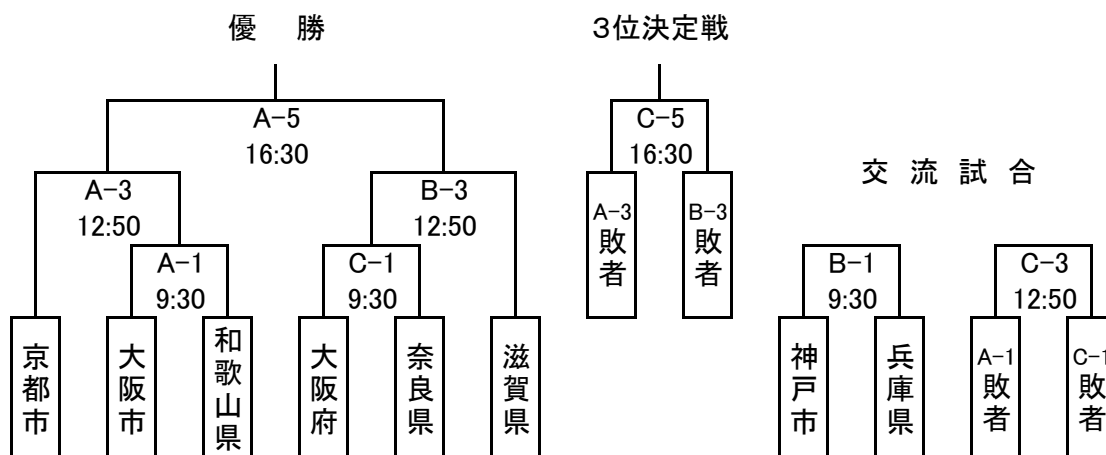 優 勝
３位決定戦
A-5
16:30
C-5
16:30
交 流 試 合
A-3
12:50
B-3
12:50
A-3
敗者
B-3
敗者
A-1
9:30
C-1
9:30
B-1
9:30
C-3
12:50
京都市
大阪市
和歌山県
大阪府
奈良県
滋賀県
神戸市
兵庫県
A-1
敗者
C-1
敗者